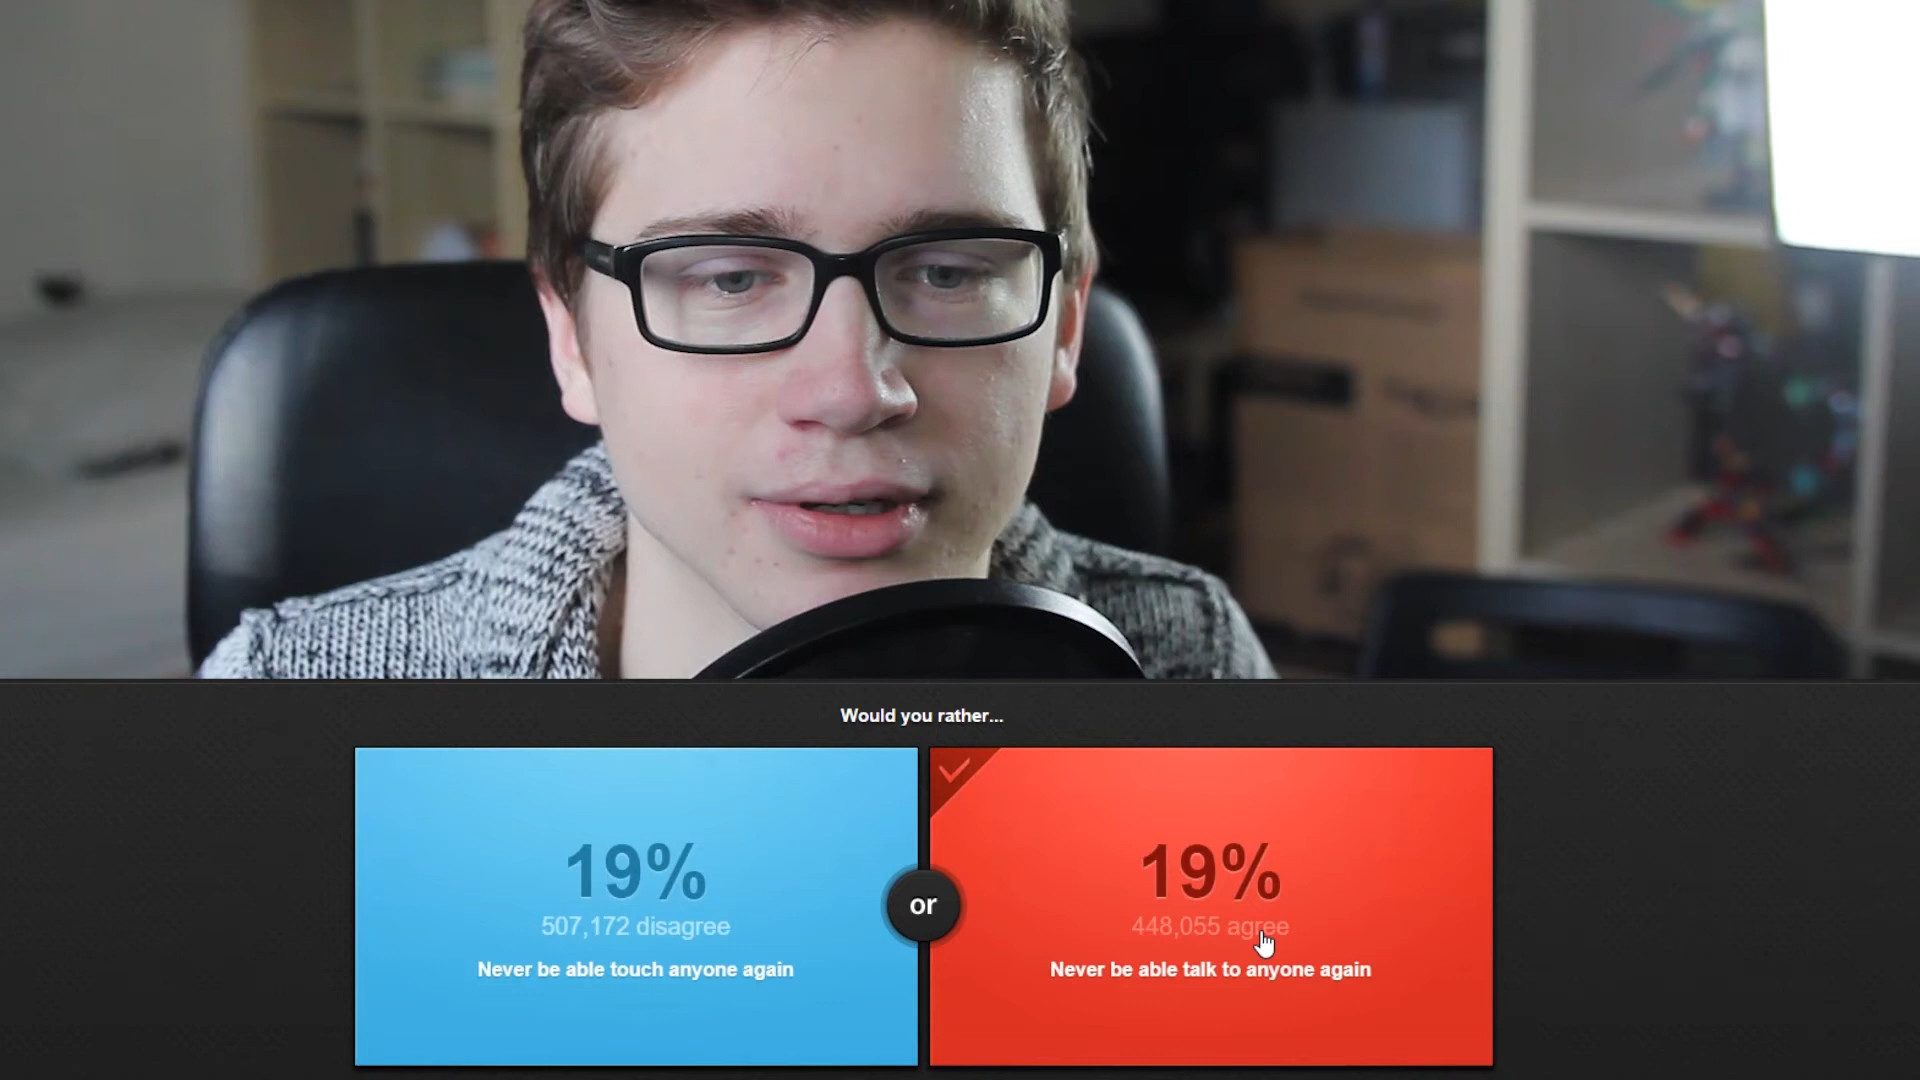 Would you rather...
19%
507,172 disagree
Never be able touch anyone again
or
19%
448,055 agree
Never be able talk to anyone again